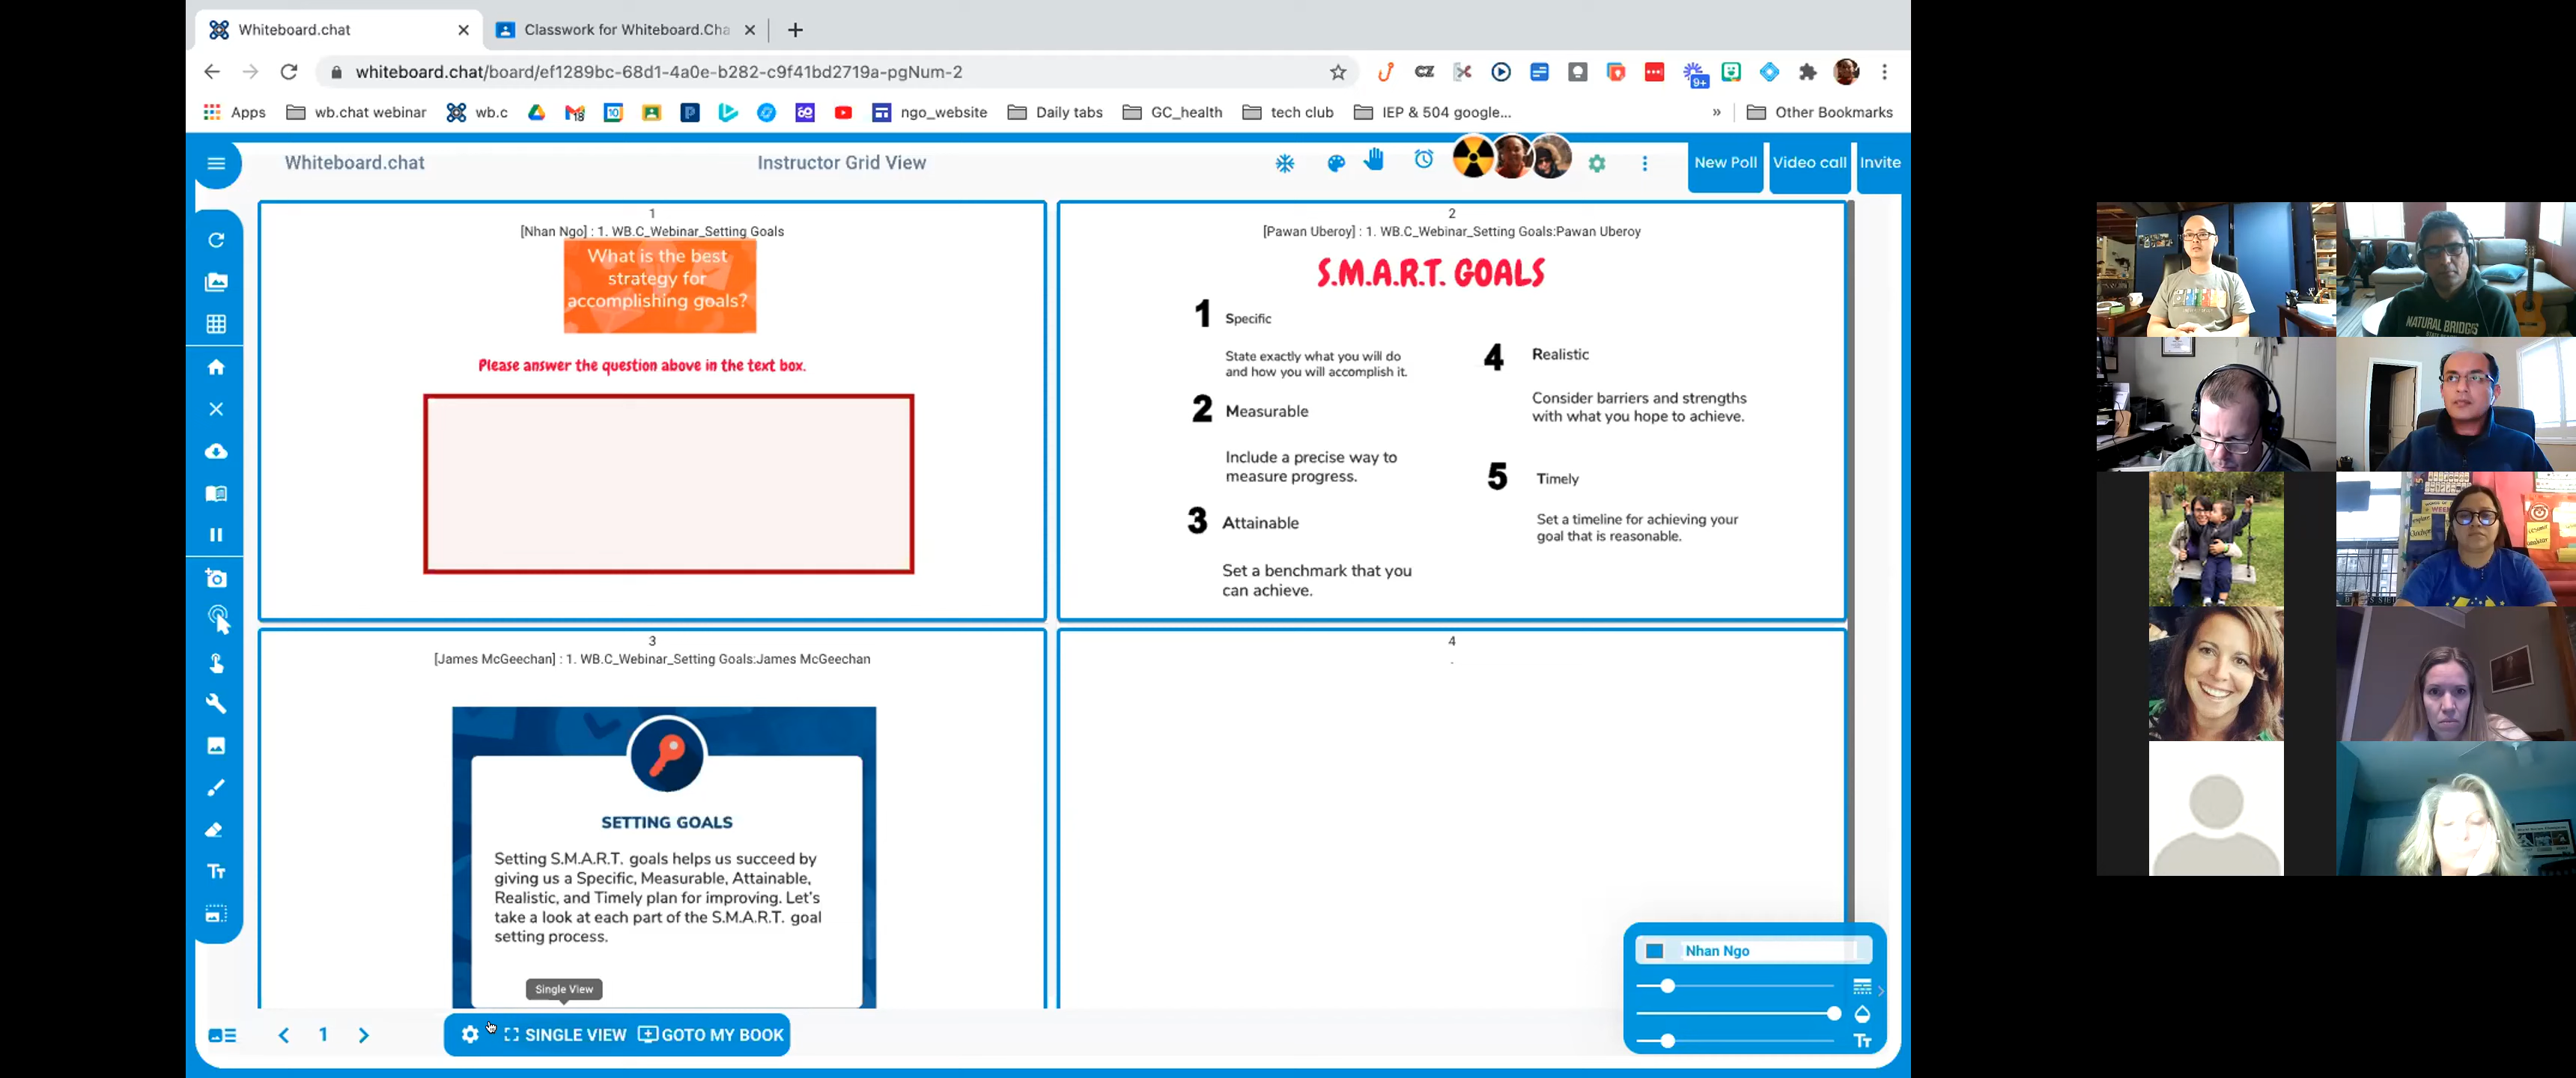 Whiteboard.chat
Classwork for Whiteboard.Cha
whiteboard.chat/board/ef1289bc-68d1-4a0e-b282-c9f41bd2719a-pgNum-2
CZ
9+
Apps
wb.chat webinar
wb.c
10
ngo_website
Daily tabs
GC_health
tech club
IEP & 504 google...
»
Other Bookmarks
Whiteboard.chat
Instructor Grid View
New Poll
Video call
Invite
1
[Nhan Ngo] : 1. WB.C_Webinar_Setting Goals
What is the best
strategy for
accomplishing goals?
Please answer the question above in the text box.
2
[Pawan Uberoy] : 1. WB.C_Webinar_Setting Goals:Pawan Uberoy
S.M.A.R.T. GOALS
1 Specific
State exactly what you will do
and how you will accomplish it.
2 Measurable
Include a precise way to
measure progress.
3 Attainable
Set a benchmark that you
can achieve.
4 Realistic
Consider barriers and strengths
with what you hope to achieve.
5 Timely
Set a timeline for achieving your
goal that is reasonable.
3
[James McGeechan] : 1. WB.C_Webinar_Setting Goals:James McGeechan
SETTING GOALS
Setting S.M.A.R.T. goals helps us succeed by
giving us a Specific, Measurable, Attainable,
Realistic, and Timely plan for improving. Let's
take a look at each part of the S.M.A.R.T. goal
setting process.
4
Single View
1
SINGLE VIEW
GOTO MY BOOK
Nhan Ngo
Tt
Tt
NATURAL BRIDGES